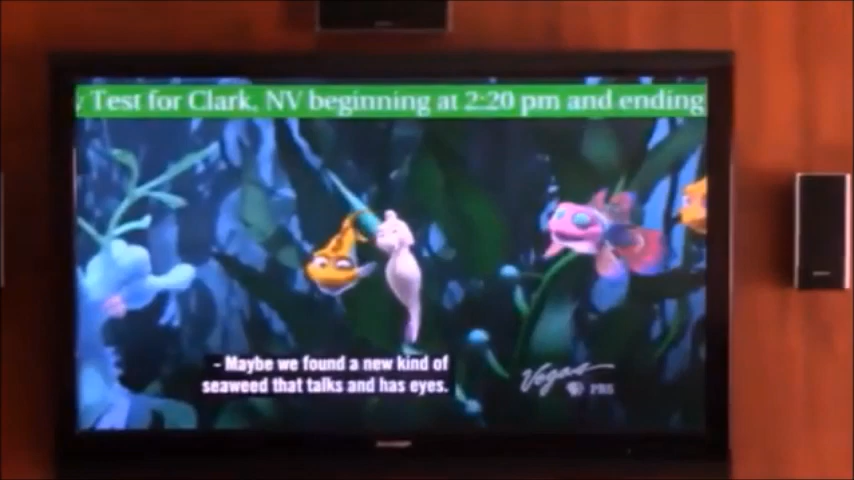 Test for Clark, NV beginning at 2:20 pm and ending
- Maybe we found a new kind of
seaweed that talks and has eyes.
Vegas
PBS
SHARP